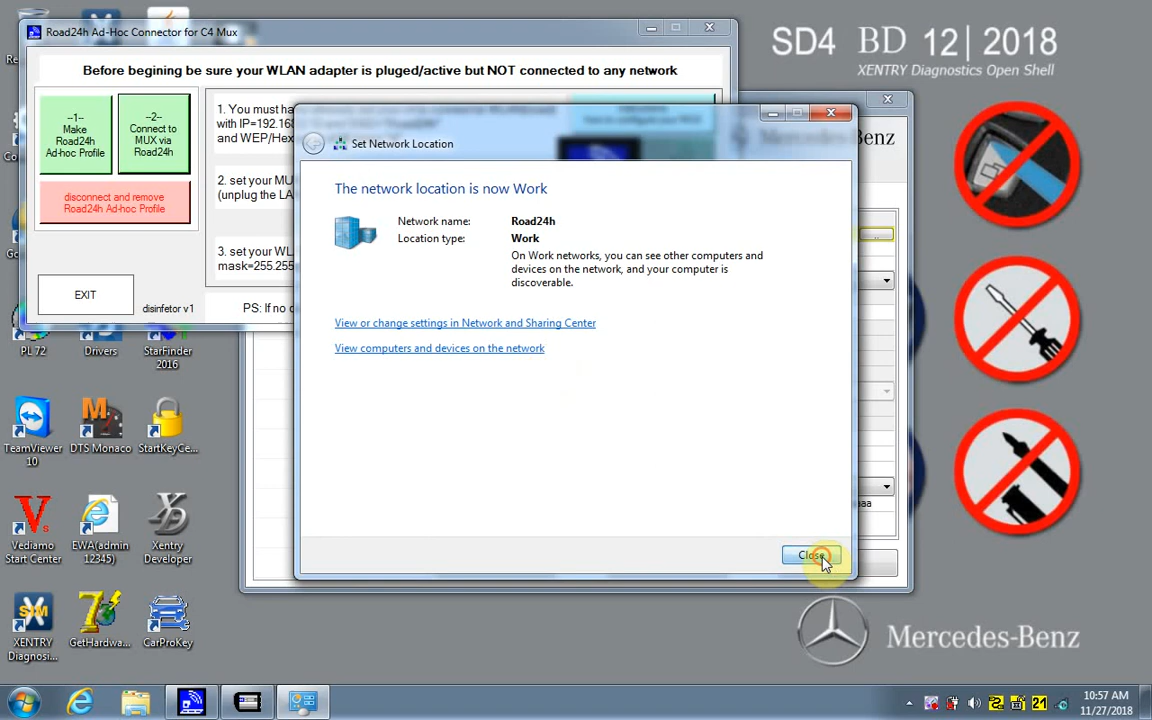 Road24h Ad-Hoc Connector for C4 Mux
Before begining be sure your WLAN adapter is pluged/active but NOT connected to any network
--1--
Make
Road24h
Ad-hoc Profile
--2--
Connect to
MUX via
Road24h
disconnect and remove
Road24h Ad-hoc Profile
EXIT
disinfetor v1
1. You must ha
with IP=192.16
and WEP/Hex
2. set your MU
(unplug the LA
3. set your WL
mask=255.255
PS: If no c
Set Network Location
The network location is now Work
Network name:
Road24h
Location type:
Work
On Work networks, you can see other computers and
devices on the network, and your computer is
discoverable.
View or change settings in Network and Sharing Center
View computers and devices on the network
Close
SD4 BD 12| 2018
XENTRY Diagnostics Open Shell
PL 72
Drivers
StarFinder
2016
TeamViewer
10
DTS Monaco
StartKeyCe...
Vediamo
Start Center
EWA(admin
12345)
Xentry
Developer
SIM
XENTRY
Diagnosi...
GetHardwa...
CarProKey
Mercedes-Benz
21
10:57 AM
11/27/2018